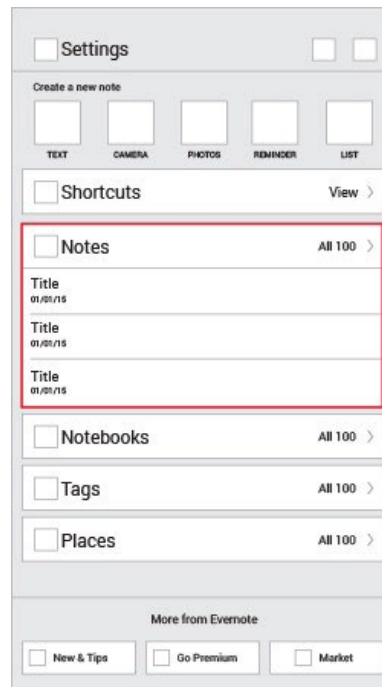 Settings
Create a new note
TEXT CAMERA PHOTOS REMINDER LIST
Shortcuts View >
Notes All 100 >
Title
01/01/15
Title
01/01/15
Title
01/01/15
Notebooks All 100 >
Tags All 100 >
Places All 100 >
More from Evernote
New & Tips Go Premium Market